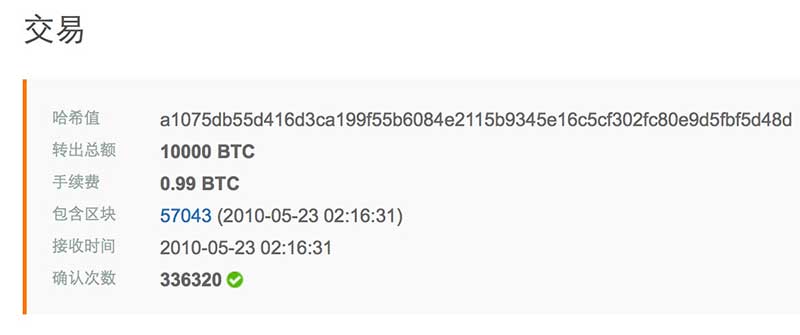 交易
哈希值 a1075db55d416d3ca199f55b6084e2115b9345e16c5cf302fc80e9d5fbf5d48d
转出总额 10000 BTC
手续费 0.99 BTC
包含区块 57043 (2010-05-23 02:16:31)
接收时间 2010-05-23 02:16:31
确认次数 336320